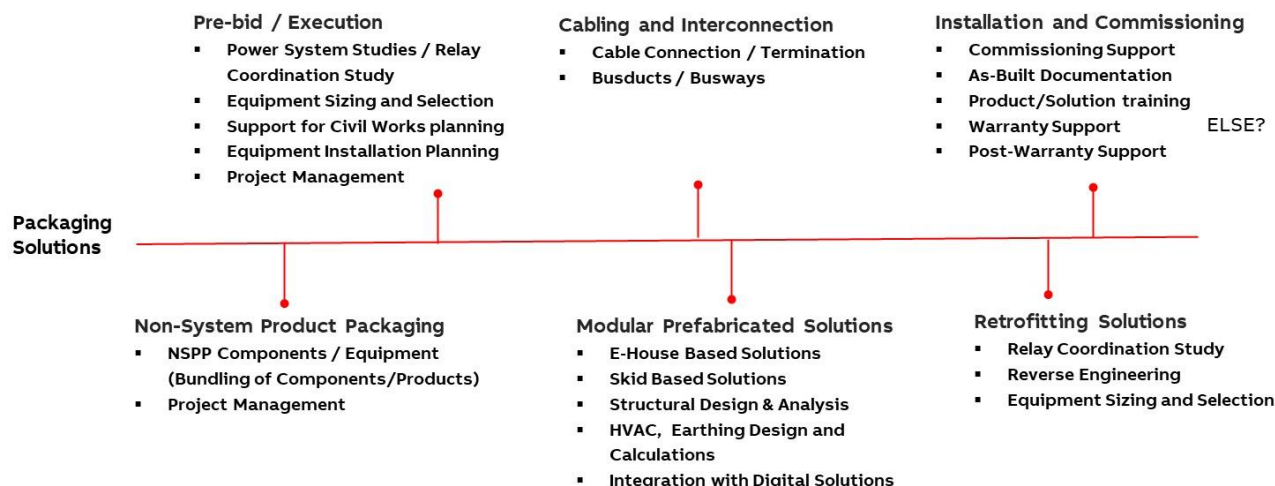 Pre-bid / Execution
▪ Power System Studies / Relay
Coordination Study
▪ Equipment Sizing and Selection
▪ Support for Civil Works planning
▪ Equipment Installation Planning
▪ Project Management
Cabling and Interconnection
▪ Cable Connection / Termination
▪ Busducts / Busways
Installation and Commissioning
▪ Commissioning Support
▪ As-Built Documentation
▪ Product/Solution training
▪ Warranty Support
▪ Post-Warranty Support
ELSE?
Packaging
Solutions
Non-System Product Packaging
▪ NSPP Components / Equipment
(Bundling of Components/Products)
▪ Project Management
Modular Prefabricated Solutions
▪ E-House Based Solutions
▪ Skid Based Solutions
▪ Structural Design & Analysis
▪ HVAC, Earthing Design and
Calculations
▪ Integration with Digital Solutions
Retrofitting Solutions
▪ Relay Coordination Study
▪ Reverse Engineering
▪ Equipment Sizing and Selection